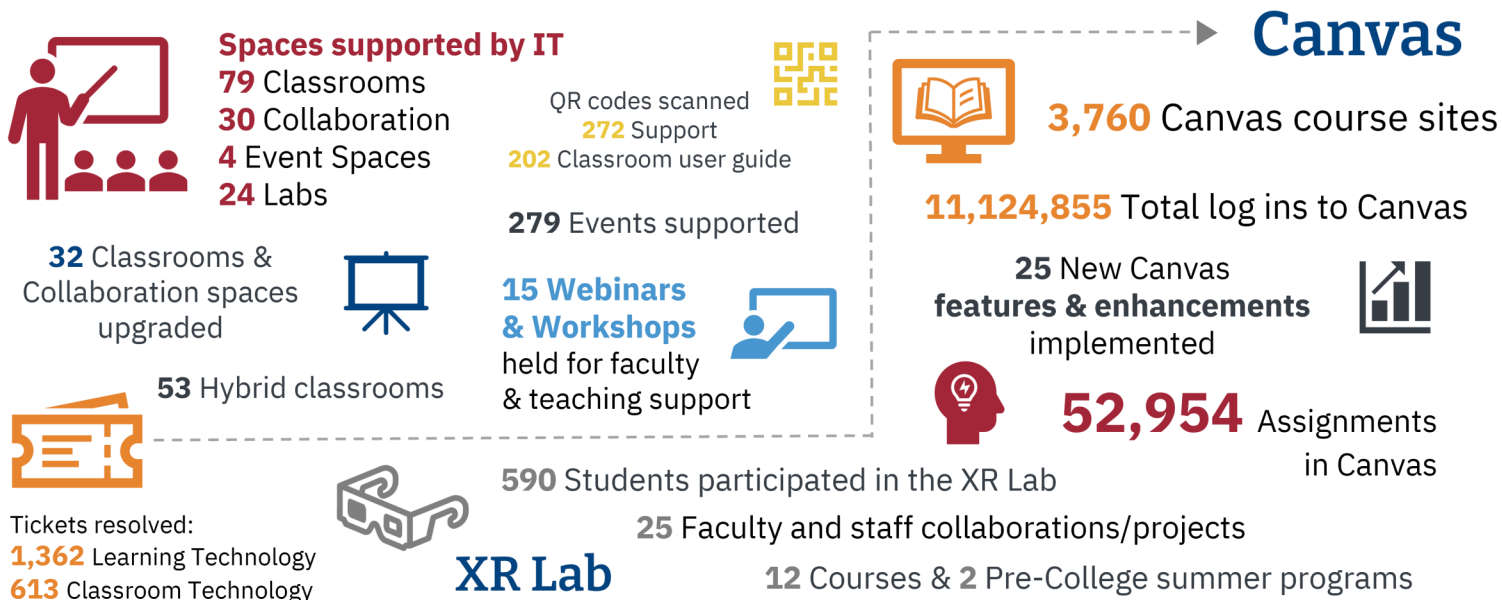 Spaces supported by IT
79 Classrooms
30 Collaboration
4 Event Spaces
24 Labs
32 Classrooms &
Collaboration spaces
upgraded
53 Hybrid classrooms
QR codes scanned
272 Support
202 Classroom user guide
279 Events supported
15 Webinars
& Workshops
held for faculty
& teaching support
Tickets resolved:
1,362 Learning Technology
613 Classroom Technology
Canvas
3,760 Canvas course sites
11,124,855 Total log ins to Canvas
25 New Canvas
features & enhancements
implemented
52,954 Assignments
in Canvas
XR Lab
590 Students participated in the XR Lab
25 Faculty and staff collaborations/projects
12 Courses & 2 Pre-College summer programs